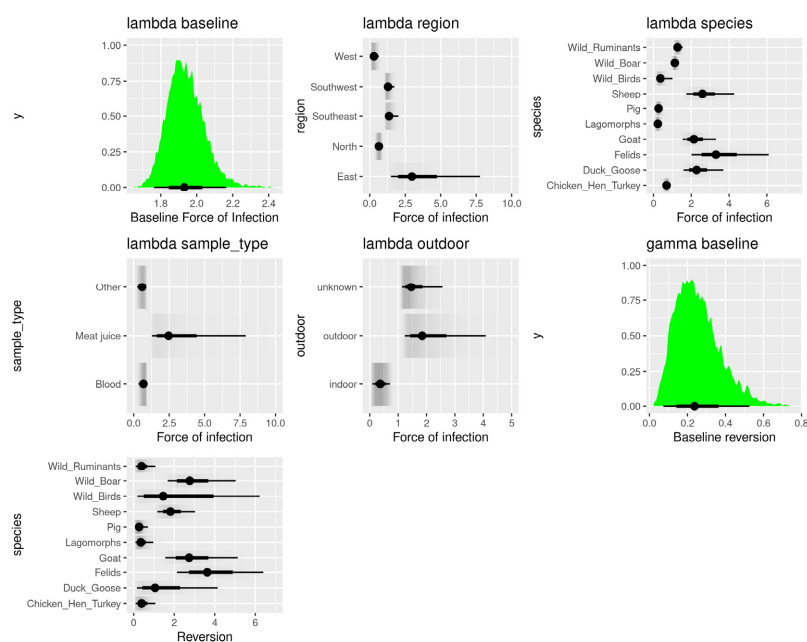 lambda baseline
y
1.00
0.75
0.50
0.25
0.00
1.8
2.0
2.2
2.4
Baseline Force of Infection
lambda region
region
West
Southwest
Southeast
North
East
0.0
2.5
5.0
7.5
10.0
Force of infection
lambda species
species
Wild_Ruminants
Wild_Boar
Wild_Birds
Sheep
Pig
Lagomorphs
Goat
Felids
Duck_Goose
Chicken_Hen_Turkey
0
2
4
6
Force of infection
lambda sample_type
sample_type
Other
Meat juice
Blood
0.0
2.5
5.0
7.5
10.0
Force of infection
lambda outdoor
outdoor
unknown
outdoor
indoor
0
1
2
3
4
5
Force of infection
gamma baseline
y
1.00
0.75
0.50
0.25
0.00
0.0
0.2
0.4
0.6
0.8
Baseline reversion
species
Wild_Ruminants
Wild_Boar
Wild_Birds
Sheep
Pig
Lagomorphs
Goat
Felids
Duck_Goose
Chicken_Hen_Turkey
0
2
4
6
Reversion